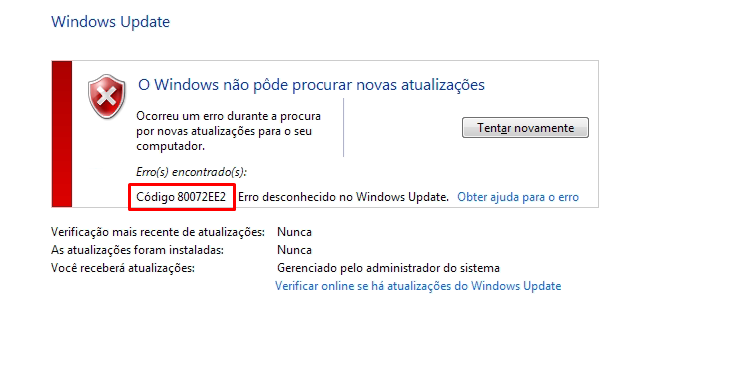 Windows Update
O Windows não pôde procurar novas atualizações
Ocorreu um erro durante a procura
por novas atualizações para o seu
computador.
Tentar novamente
Erro(s) encontrado(s):
Código 80072EE2 Erro desconhecido no Windows Update. Obter ajuda para o erro
Verificação mais recente de atualizações: Nunca
As atualizações foram instaladas: Nunca
Você receberá atualizações: Gerenciado pelo administrador do sistema
Verificar online se há atualizações do Windows Update